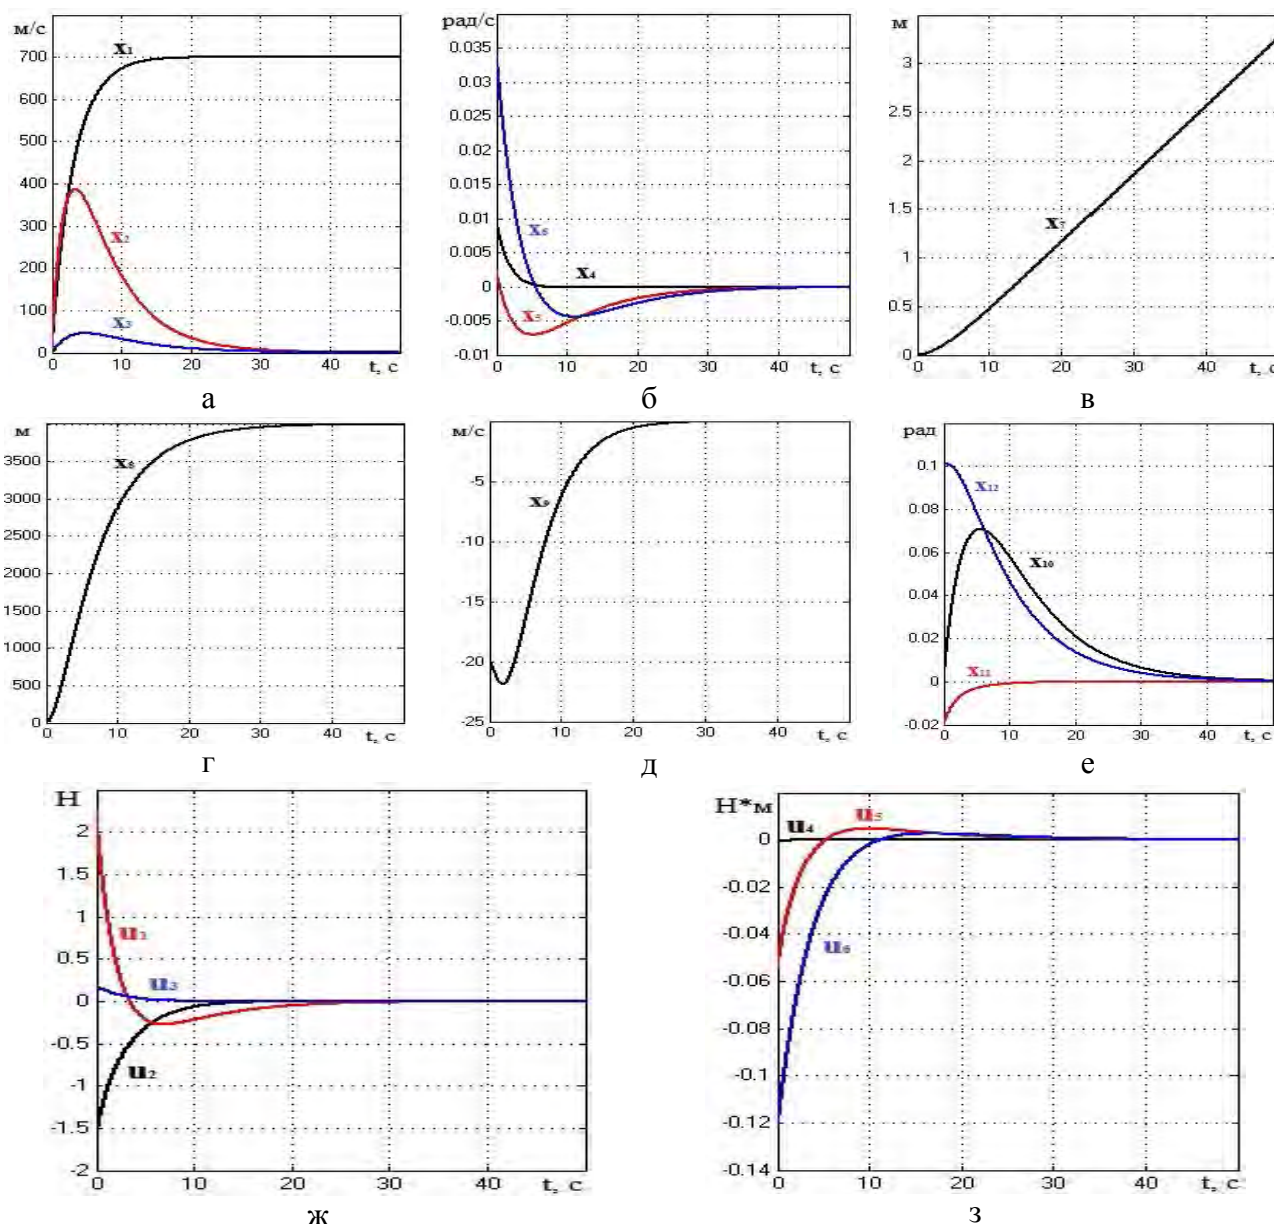 м/с
700
600
500
400
300
200
100
0
0 10 20 30 40
x1
x2
x3
t, с
а
рад/с
0.035
0.03
0.025
0.02
0.015
0.01
0.005
0
-0.005
-0.01
0 10 20 30 40
x6
x4
x5
t, с
б
м
3
2.5
2
1.5
1
0.5
0
0 10 20 30 40
x7
t, с
в
м
3500
3000
2500
2000
1500
1000
500
0
0 10 20 30 40
x8
t, с
г
м/с
-5
-10
-15
-20
-25
0 10 20 30 40
x9
t, с
д
рад
0.1
0.08
0.06
0.04
0.02
0
-0.02
0 10 20 30 40
x12
x10
x11
t, с
е
Н
2
1.5
1
0.5
0
-0.5
-1
-1.5
-2
0 10 20 30 40
u1
u3
u2
t, с
ж
Н*м
0
-0.02
-0.04
-0.06
-0.08
-0.1
-0.12
-0.14
0 10 20 30 40
u4
u5
u6
t, с
з